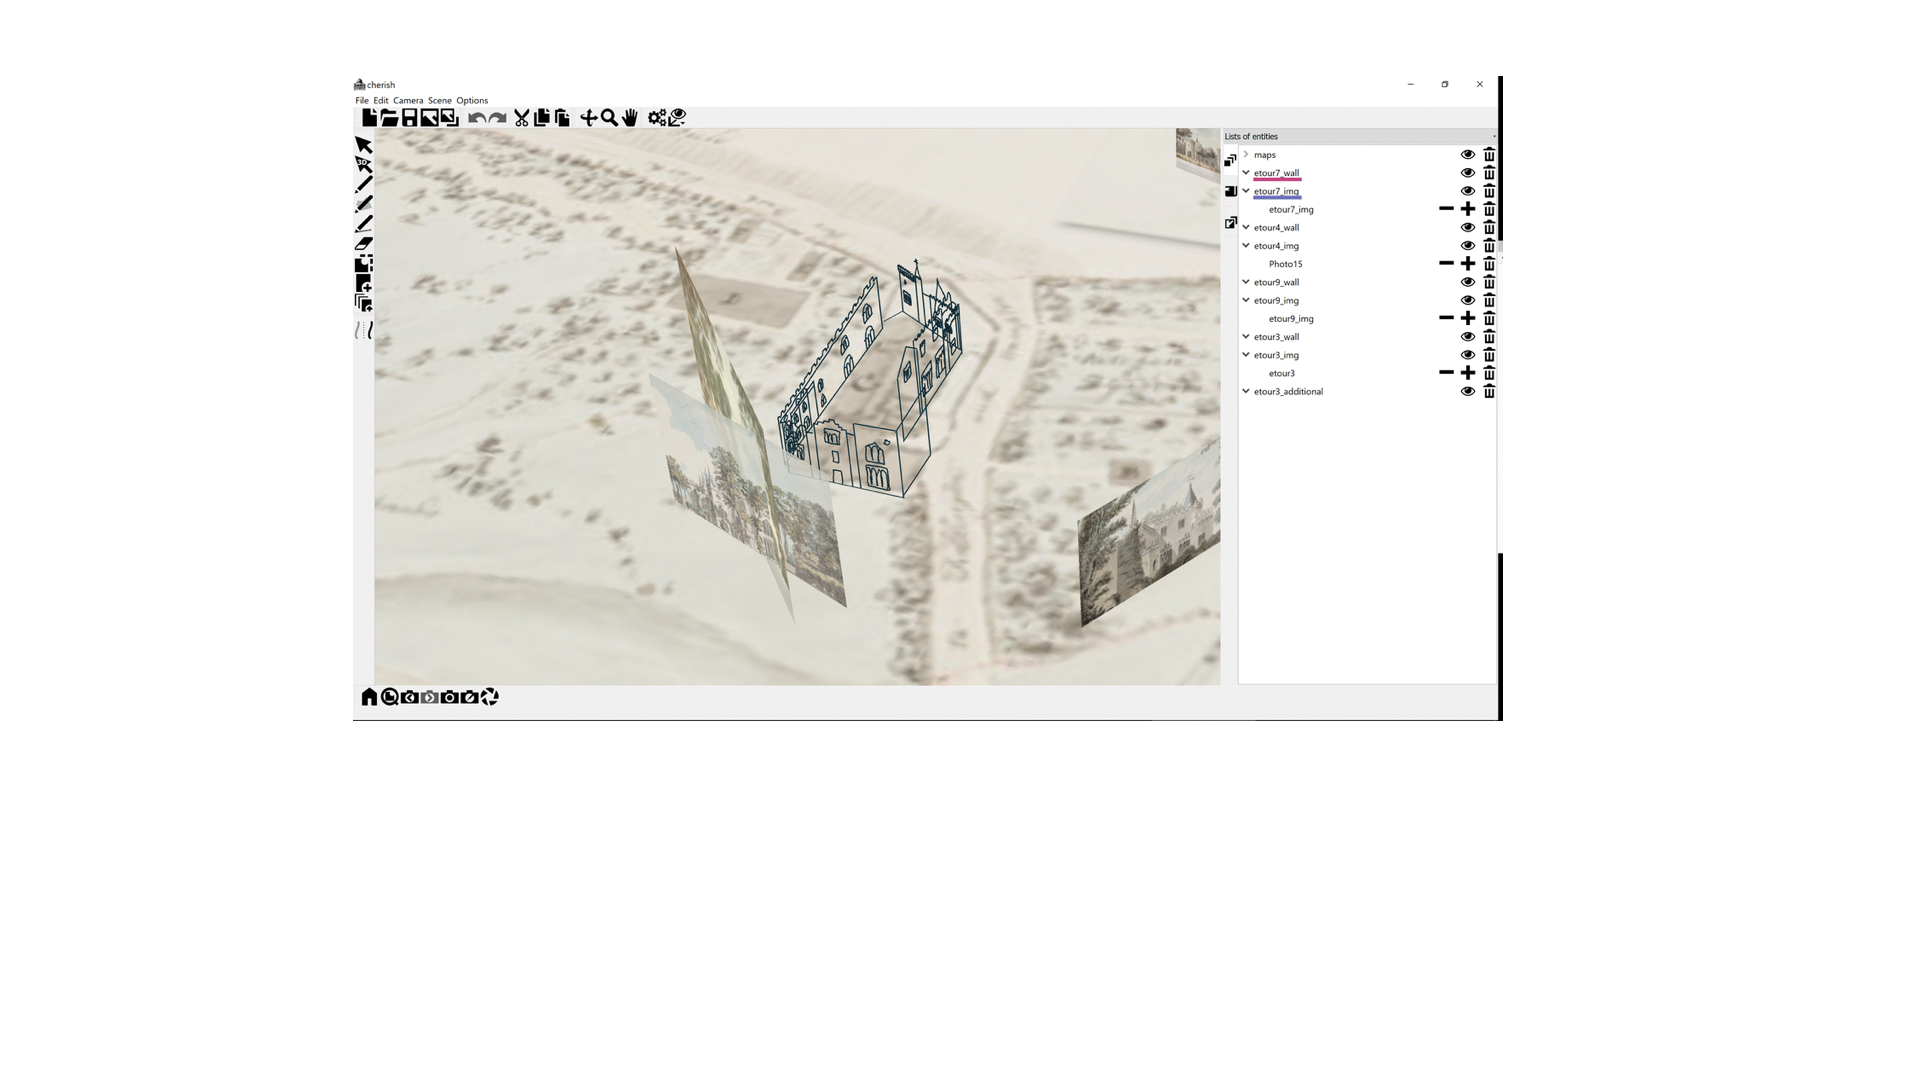 cherish
File Edit Camera Scene Options
Lists of entities
maps
etour7_wall
etour7_img
etour7_img
etour4_wall
etour4_img
Photo15
etour9_wall
etour9_img
etour9_img
etour3_wall
etour3_img
etour3
etour3_additional